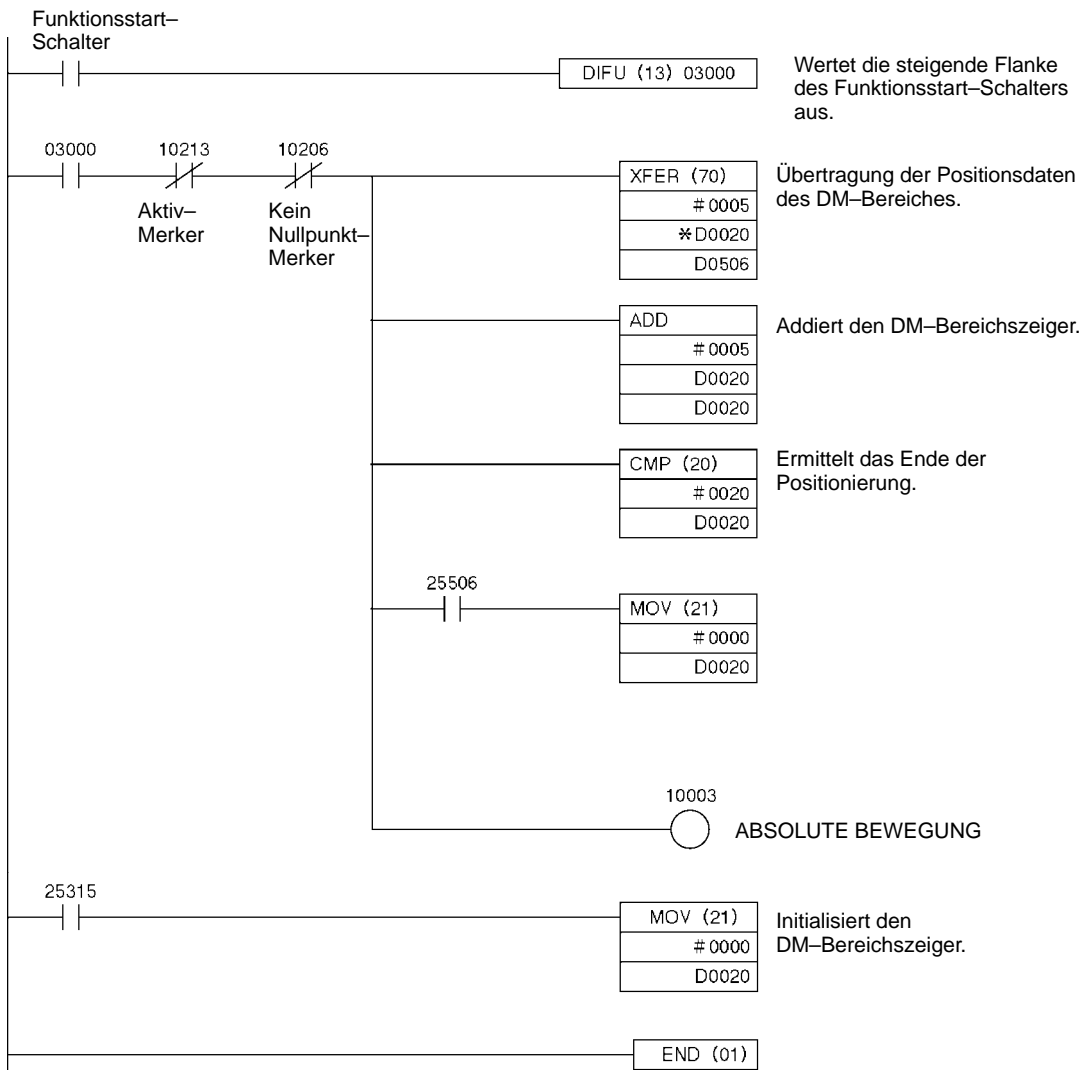 Funktionsstart–
Schalter
DIFU (13) 03000
Wertet die steigende Flanke
des Funktionsstart–Schalters
aus.
03000
10213
10206
Aktiv–
Merker
Kein
Nullpunkt–
Merker
XFER (70)
#0005
*D0020
D0506
Übertragung der Positionsdaten
des DM–Bereiches.
ADD
#0005
D0020
D0020
Addiert den DM–Bereichszeiger.
CMP (20)
#0020
D0020
Ermittelt das Ende der
Positionierung.
25506
MOV (21)
#0000
D0020
10003
ABSOLUTE BEWEGUNG
25315
MOV (21)
#0000
D0020
Initialisiert den
DM–Bereichszeiger.
END (01)